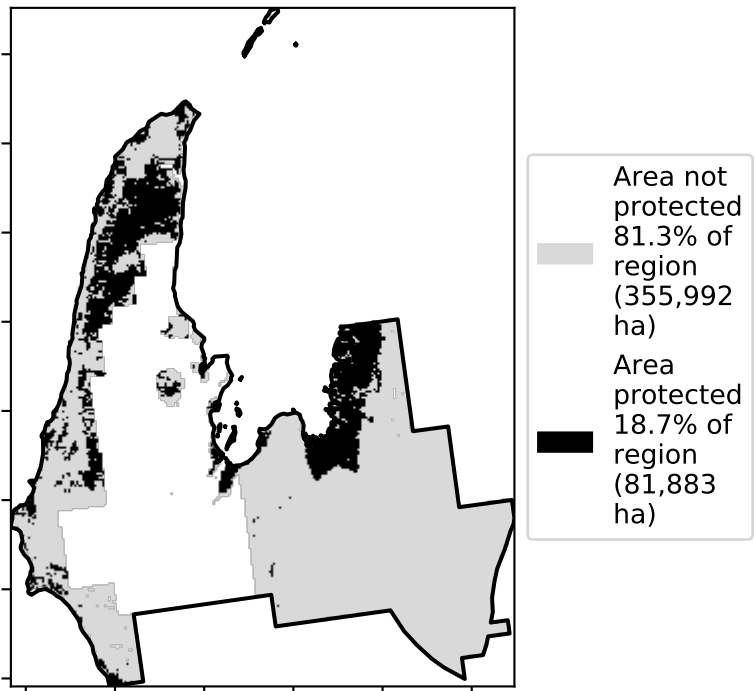 Area not
protected
81.3% of
region
(355,992
ha)
Area
protected
18.7% of
region
(81,883
ha)